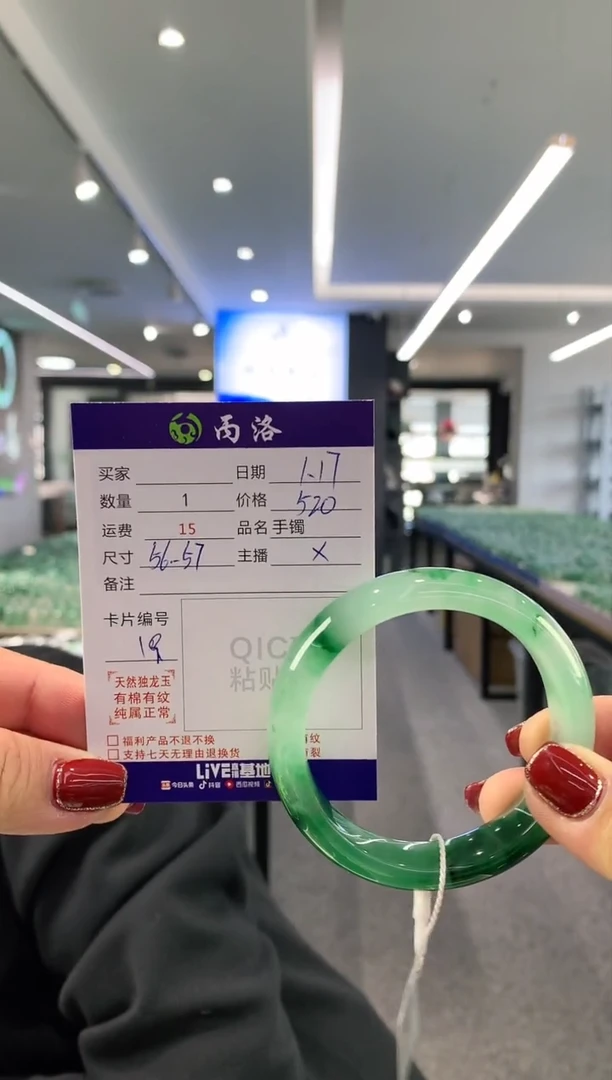 丙洛
买家 日期 1.17
数量 1 价格 520
运费 15 品名 手镯
尺寸 56-57 主播 X
备注
卡片编号
19
QIC
粘贴
天然独龙玉
有棉有纹
纯属正常
福利产品不退不换 有纹
支持七天无理由退换货 裂
LIVE 基地
今日头条 抖音 西瓜视频